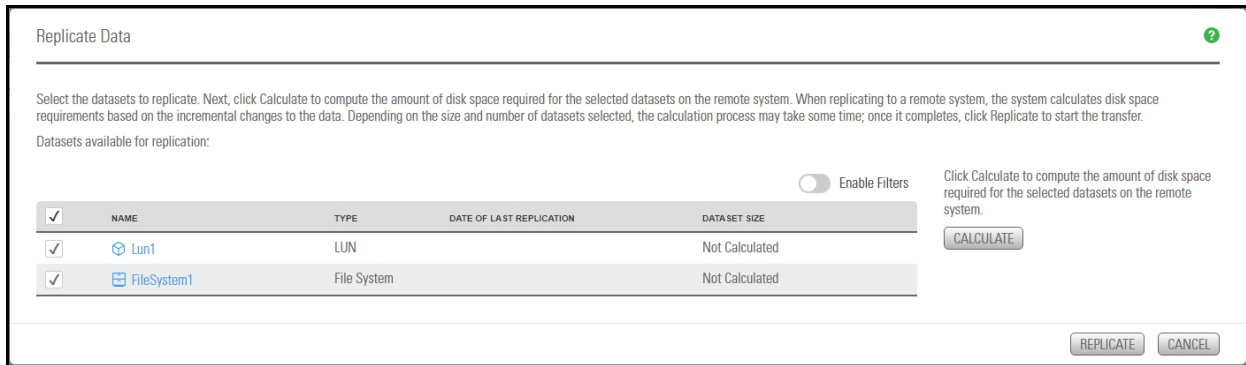 Replicate Data
?
Select the datasets to replicate. Next, click Calculate to compute the amount of disk space required for the selected datasets on the remote system. When replicating to a remote system, the system calculates disk space
requirements based on the incremental changes to the data. Depending on the size and number of datasets selected, the calculation process may take some time; once it completes, click Replicate to start the transfer.
Datasets available for replication:
Enable Filters
NAME TYPE DATE OF LAST REPLICATION DATASET SIZE
Lun1 LUN Not Calculated
FileSystem1 File System Not Calculated
Click Calculate to compute the amount of disk space
required for the selected datasets on the remote
system.
CALCULATE
REPLICATE CANCEL